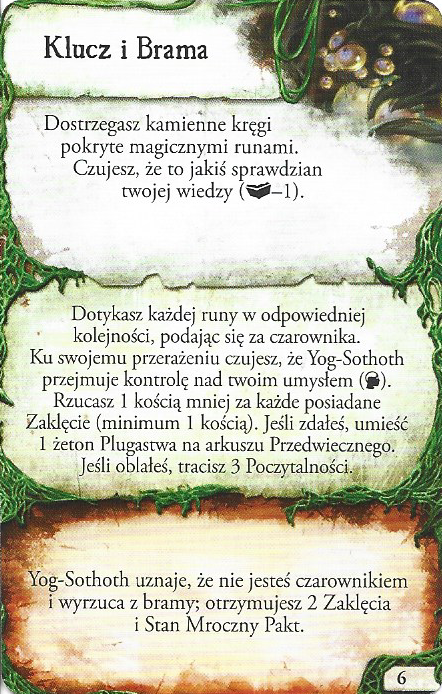 Klucz i Brama
Dostrzegasz kamienne kręgi
pokryte magicznymi runami.
Czujesz, że to jakiś sprawdzian
twojej wiedzy (–1).
Dotykasz każdej runy w odpowiedniej
kolejności, podając się za czarownika.
Ku swojemu przerażeniu czujesz, że Yog-Sothoth
przejmuje kontrolę nad twoim umysłem ().
Rzucasz 1 kością mniej za każde posiadane
Zaklęcie (minimum 1 kością). Jeśli zdałeś, umieść
1 żeton Plugastwa na arkuszu Przedwiecznego.
Jeśli oblałeś, tracisz 3 Poczytalności.
Yog-Sothoth uznaje, że nie jesteś czarownikiem
i wyrzuca z bramy; otrzymujesz 2 Zaklęcia
i Stan Mroczny Pakt.
6